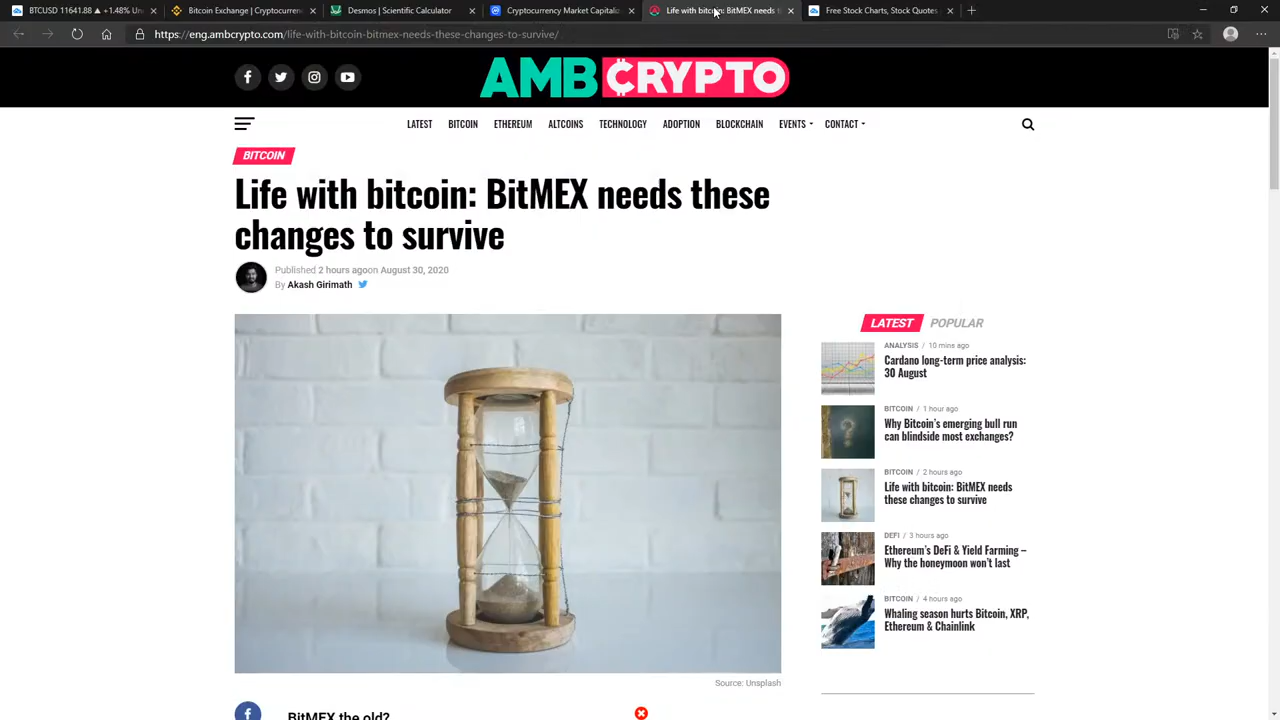 BTCUSD 11641.88 ▲ +1.48% Un
Bitcoin Exchange | Cryptocurrenc
Desmos | Scientific Calculator
Cryptocurrency Market Capitaliz
Life with bitcoin: BitMEX needs t
Free Stock Charts, Stock Quotes
https://eng.ambcrypto.com/life-with-bitcoin-bitmex-needs-these-changes-to-survive/
AMBCRYPTO
LATEST BITCOIN ETHEREUM ALTCOINS TECHNOLOGY ADOPTION BLOCKCHAIN EVENTS CONTACT
BITCOIN
Life with bitcoin: BitMEX needs these
changes to survive
Published 2 hours agoon August 30, 2020
By Akash Girimath
LATEST POPULAR
ANALYSIS / 10 mins ago
Cardano long-term price analysis:
30 August
BITCOIN / 1 hour ago
Why Bitcoin's emerging bull run
can blindside most exchanges?
BITCOIN / 2 hours ago
Life with bitcoin: BitMEX needs
these changes to survive
DEFI / 3 hours ago
Ethereum's DeFi & Yield Farming –
Why the honeymoon won't last
BITCOIN / 4 hours ago
Whaling season hurts Bitcoin, XRP,
Ethereum & Chainlink
Source: Unsplash
BitMEX the old?